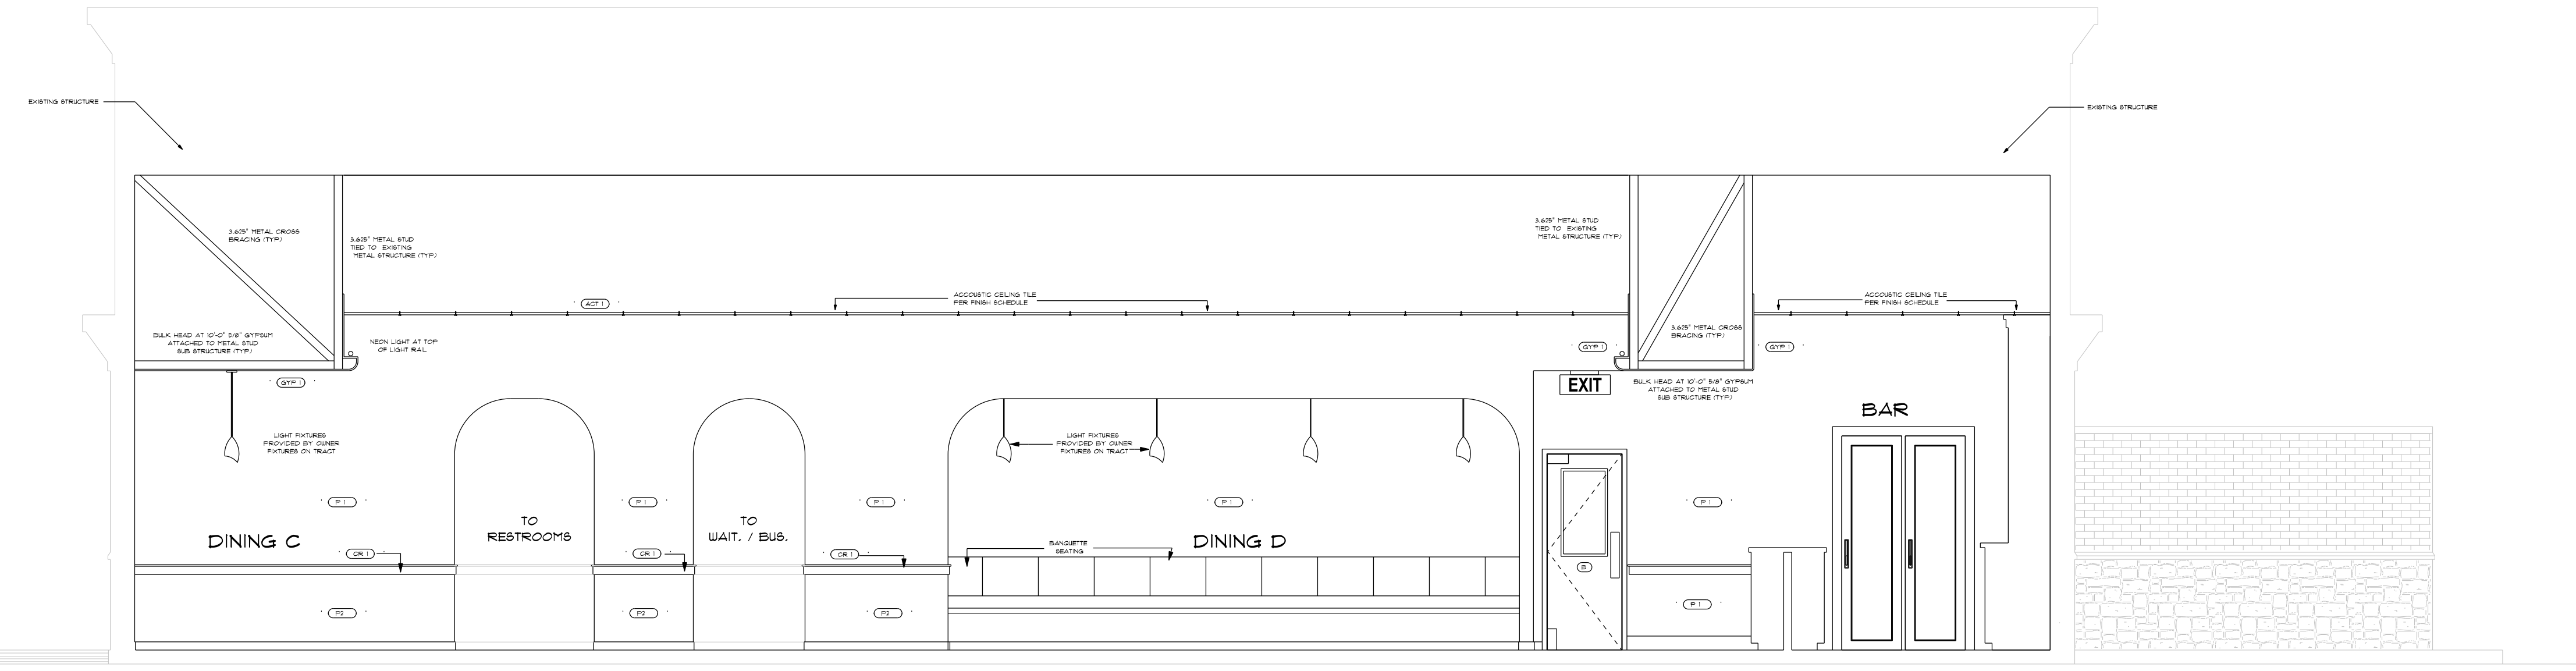 EXISTING STRUCTURE
EXISTING STRUCTURE
3.625" METAL CROSS
BRACING (TYP.)
3.625" METAL STUD
TIED TO EXISTING
METAL STRUCTURE (TYP.)
3.625" METAL STUD
TIED TO EXISTING
METAL STRUCTURE (TYP.)
ACT 1
ACCOUSTIC CEILING TILE
PER FINISH SCHEDULE
ACCOUSTIC CEILING TILE
PER FINISH SCHEDULE
BULK HEAD AT 10'-0" 5/8" GYPSUM
ATTACHED TO METAL STUD
SUB STRUCTURE (TYP.)
NEON LIGHT AT TOP
OF LIGHT RAIL
3.625" METAL CROSS
BRACING (TYP.)
GYP 1
GYP 1
GYP 1
EXIT
BULK HEAD AT 10'-0" 5/8" GYPSUM
ATTACHED TO METAL STUD
SUB STRUCTURE (TYP.)
BAR
LIGHT FIXTURES
PROVIDED BY OWNER
FIXTURES ON TRACT
LIGHT FIXTURES
PROVIDED BY OWNER
FIXTURES ON TRACT
P 1
P 1
P 1
P 1
P 1
DINING C
TO
RESTROOMS
TO
WAIT. / BUS.
DINING D
CR 1
CR 1
CR 1
BANQUETTE
SEATING
B
P2
P2
P2
P 1